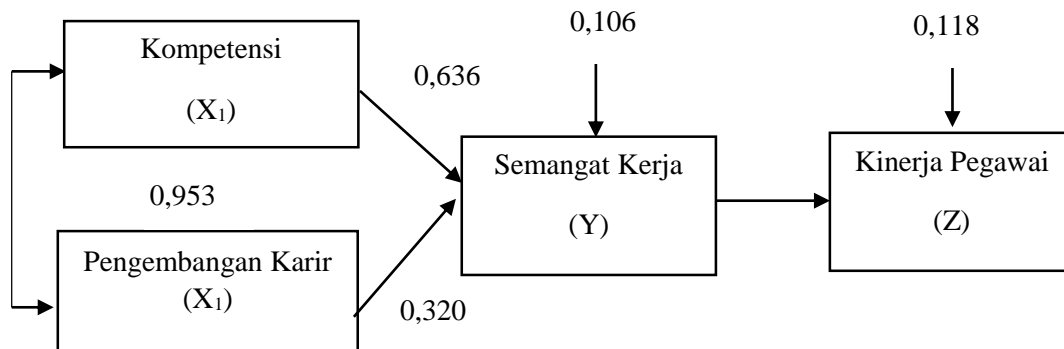 0,106
0,118
Kompetensi
(X₁)
0,636
Semangat Kerja
(Y)
Kinerja Pegawai
(Z)
0,953
Pengembangan Karir
(X₁)
0,320